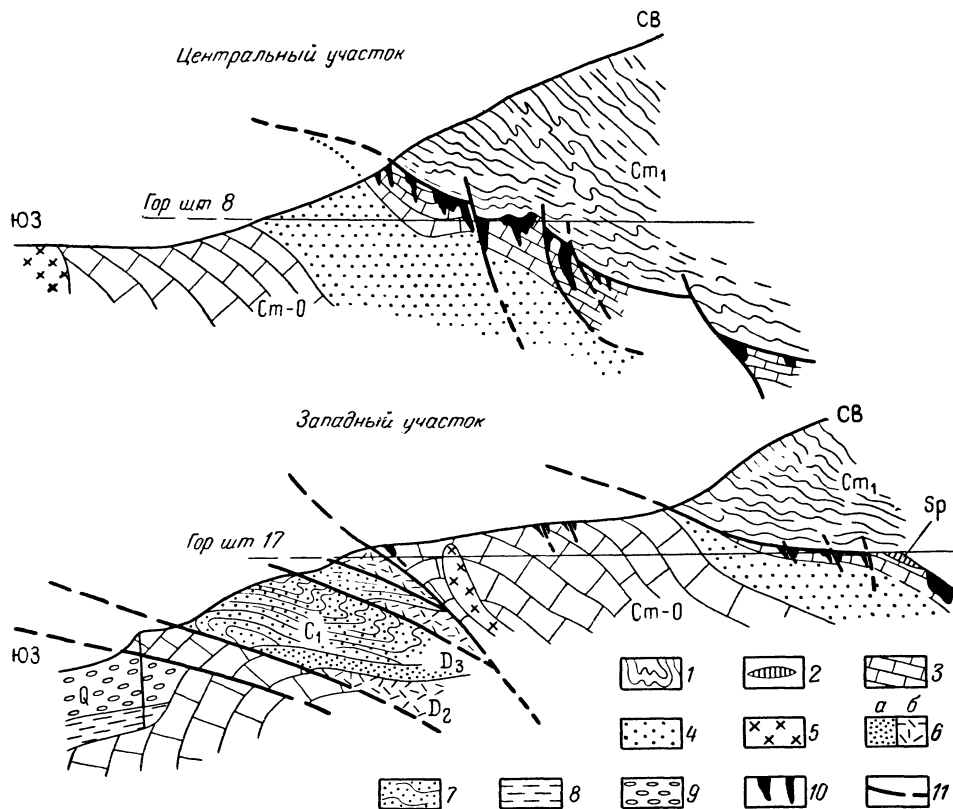 СВ
Центральный участок
Cm₁
Гор шт 8
ЮЗ
Cm-O
Западный участок
СВ
Cm₁
Sp
Гор шт 17
Cm-O
C₁
ЮЗ
D₃
Q
D₂
1
2
3
а б
4
5
6
7
8
9
10
11